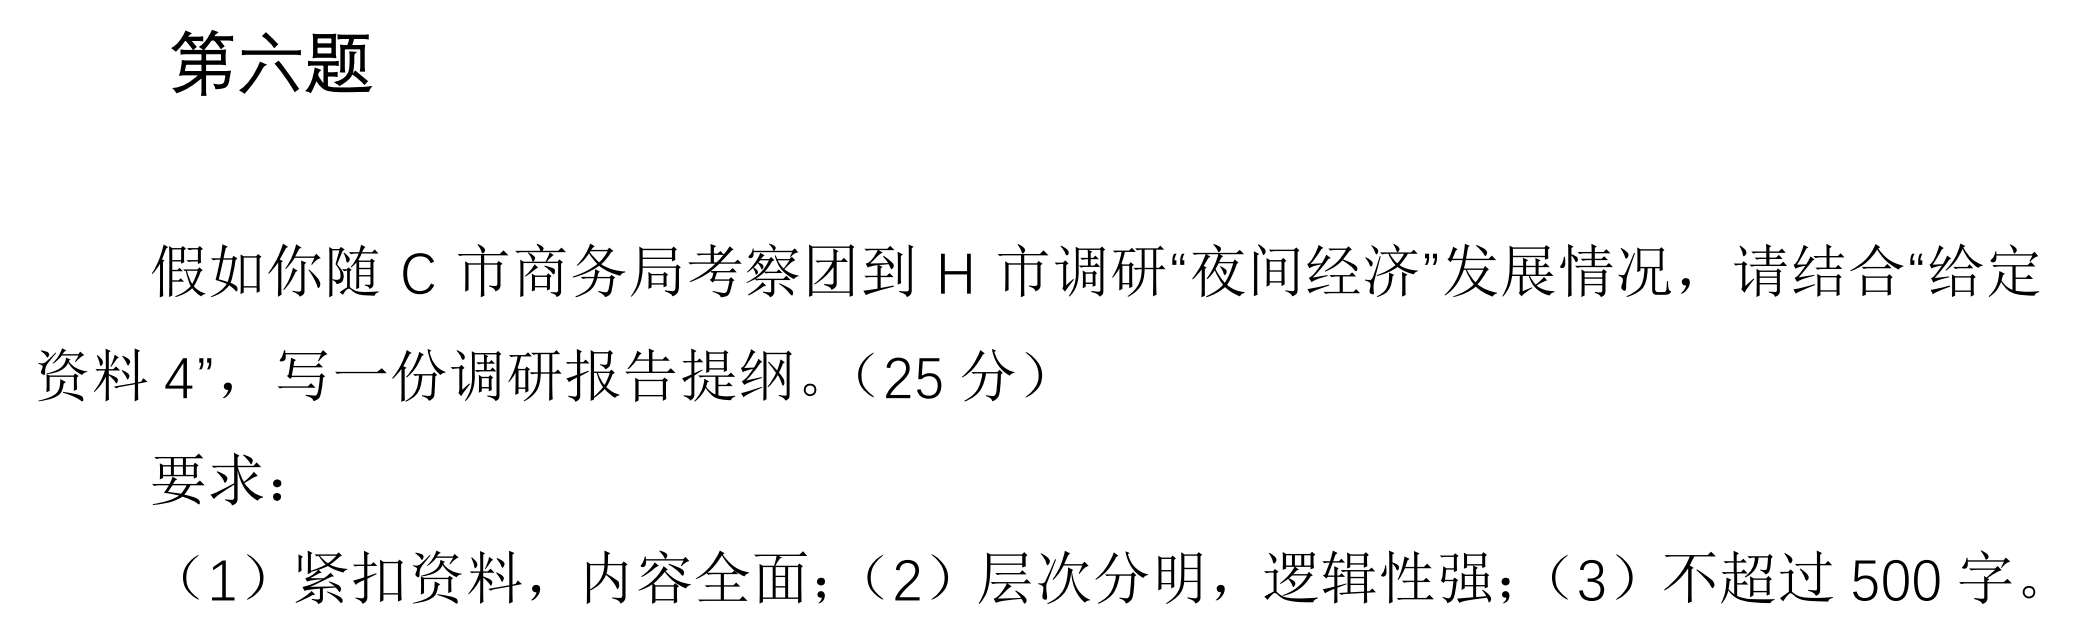 第六题
假如你随 C 市商务局考察团到 H 市调研“夜间经济”发展情况，请结合“给定
资料 4”，写一份调研报告提纲。（25 分）
要求：
（1）紧扣资料，内容全面；（2）层次分明，逻辑性强；（3）不超过 500 字。